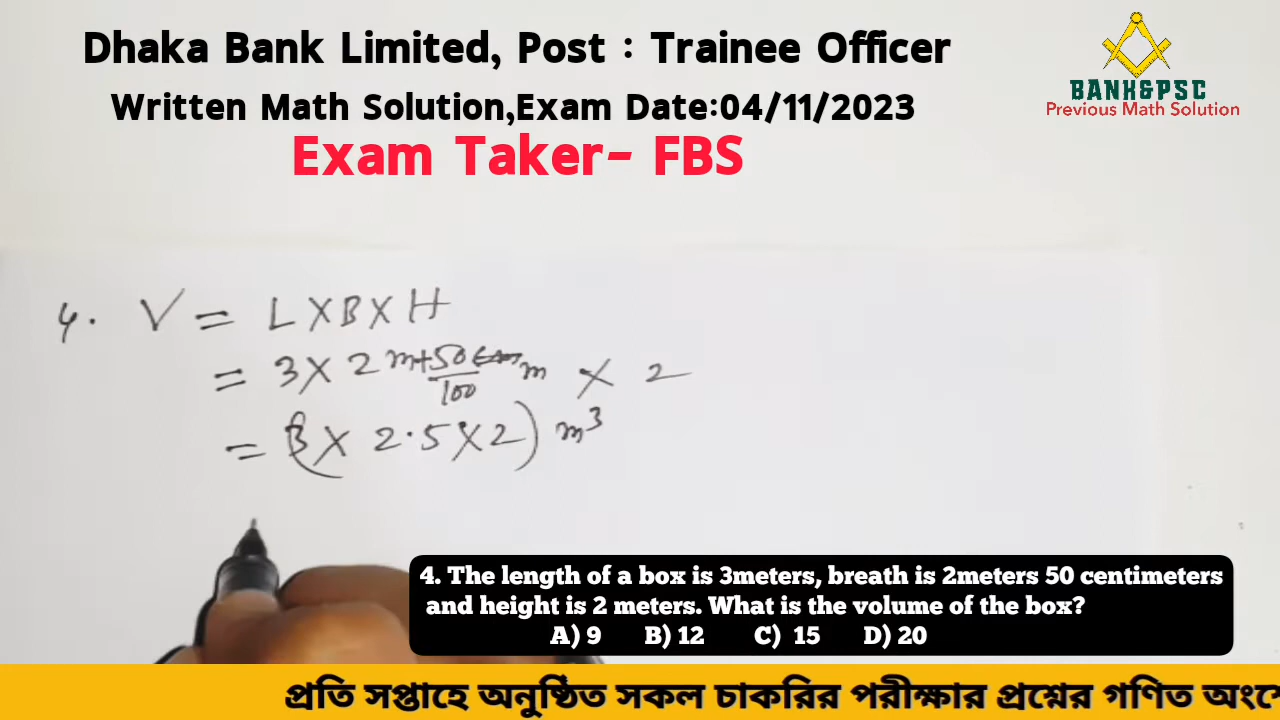 Dhaka Bank Limited, Post : Trainee Officer
Written Math Solution,Exam Date:04/11/2023
Exam Taker- FBS
BANK&PSC
Previous Math Solution
4. V = L X B X H
= 3 X 2 m+50/100 m X 2
= (3 X 2.5 X 2) m³
4. The length of a box is 3meters, breath is 2meters 50 centimeters
and height is 2 meters. What is the volume of the box?
A) 9 B) 12 C) 15 D) 20
প্রতি সপ্তাহে অনুষ্ঠিত সকল চাকরির পরীক্ষার প্রশ্নের গণিত